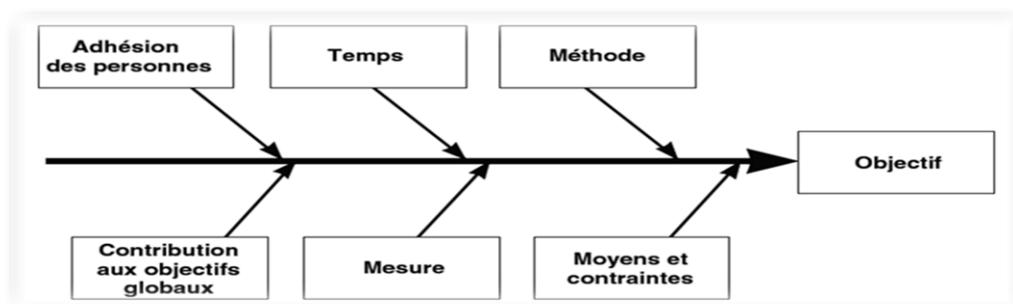 Adhésion
des personnes
Temps
Méthode
Objectif
Contribution
aux objectifs
globaux
Mesure
Moyens et
contraintes